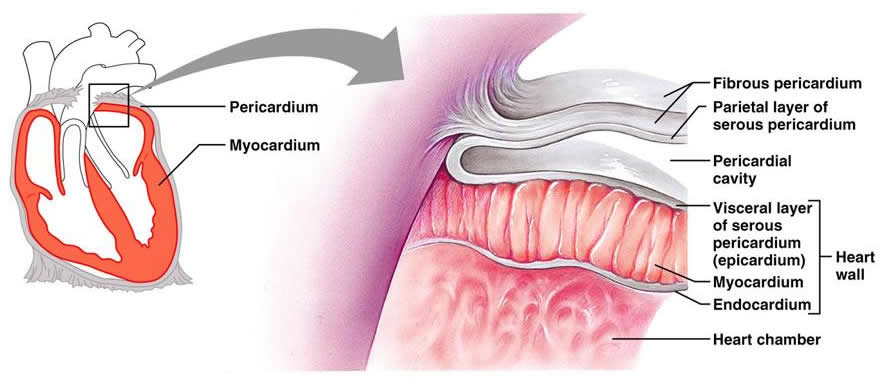 Pericardium
Myocardium
Fibrous pericardium
Parietal layer of
serous pericardium
Pericardial
cavity
Visceral layer
of serous
pericardium
(epicardium)
Myocardium
Endocardium
Heart
wall
Heart chamber